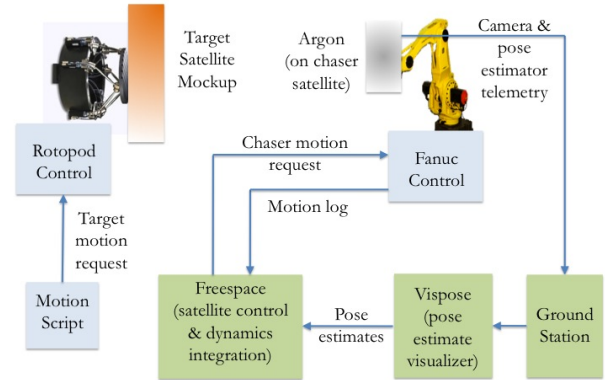 Target
Satellite
Mockup
Argon
(on chaser
satellite)
Camera &
pose
estimator
telemetry
Rotopod
Control
Chaser motion
request
Fanuc
Control
Motion log
Target
motion
request
Motion
Script
Freespace
(satellite control
& dynamics
integration)
Pose
estimates
Vispose
(pose
estimate
visualizer)
Ground
Station